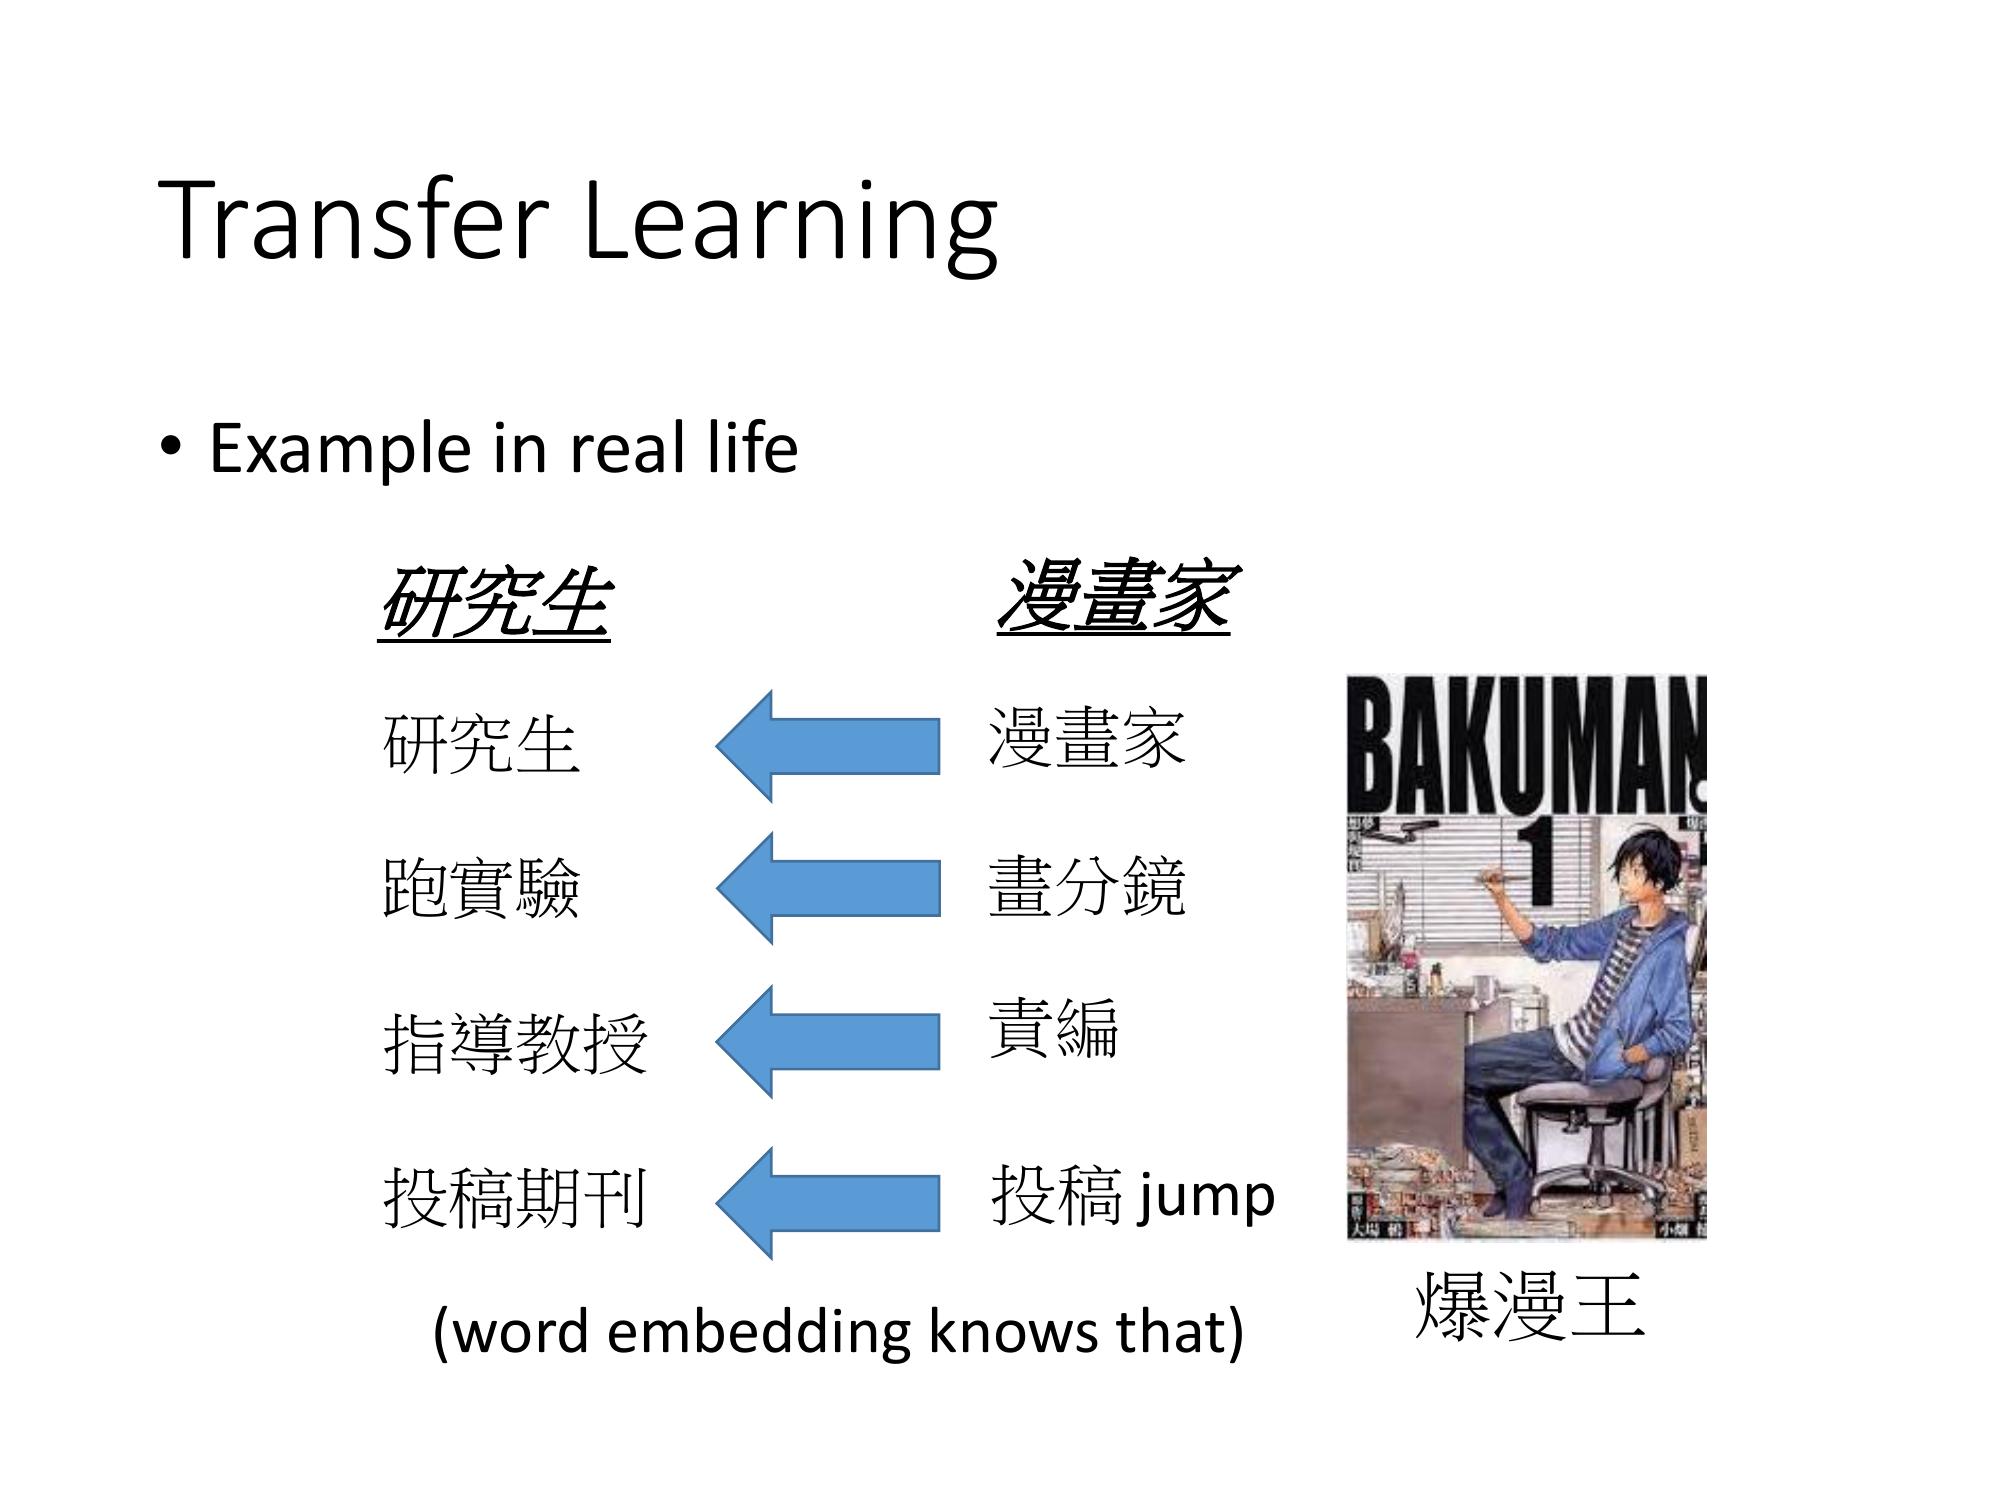 Transfer Learning
• Example in real life
研究生 漫畫家
研究生 漫畫家
跑實驗 畫分鏡
指導教授 責編
投稿期刊 投稿 jump
(word embedding knows that)
BAKUMAN
1
爆漫王